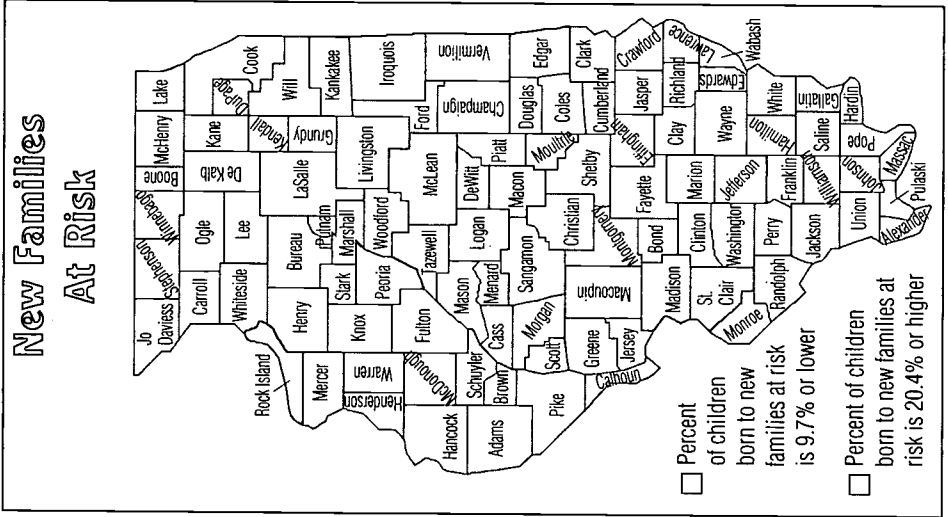 New Families
At Risk
Jo
Daviess
Stephenson
Winnebago
Boone
McHenry
Lake
Carroll
Ogle
De Kalb
Kane
DuPage
Cook
Whiteside
Lee
Kendall
Will
Rock Island
Henry
Bureau
LaSalle
Grundy
Kankakee
Mercer
Putnam
Stark
Marshall
Livingston
Iroquois
Warren
Henderson
Knox
Peoria
Woodford
Ford
McDonough
Fulton
Tazewell
McLean
Vermilion
Hancock
Schuyler
Mason
Logan
DeWitt
Champaign
Adams
Brown
Cass
Menard
Piatt
Macon
Douglas
Edgar
Pike
Scott
Morgan
Sangamon
Christian
Moultrie
Coles
Shelby
Clark
Cumberland
Calhoun
Greene
Jersey
Macoupin
Montgomery
Fayette
Effingham
Jasper
Crawford
Madison
Bond
Clay
Richland
Lawrence
Marion
Clinton
St.
Clair
Monroe
Washington
Jefferson
Wayne
Edwards
Wabash
Randolph
Perry
Franklin
Hamilton
White
Jackson
Williamson
Saline
Gallatin
Union
Johnson
Pope
Hardin
Alexander
Pulaski
Massac
Percent
of children
born to new
families at risk
is 9.7% or lower
Percent of children
born to new families at
risk is 20.4% or higher